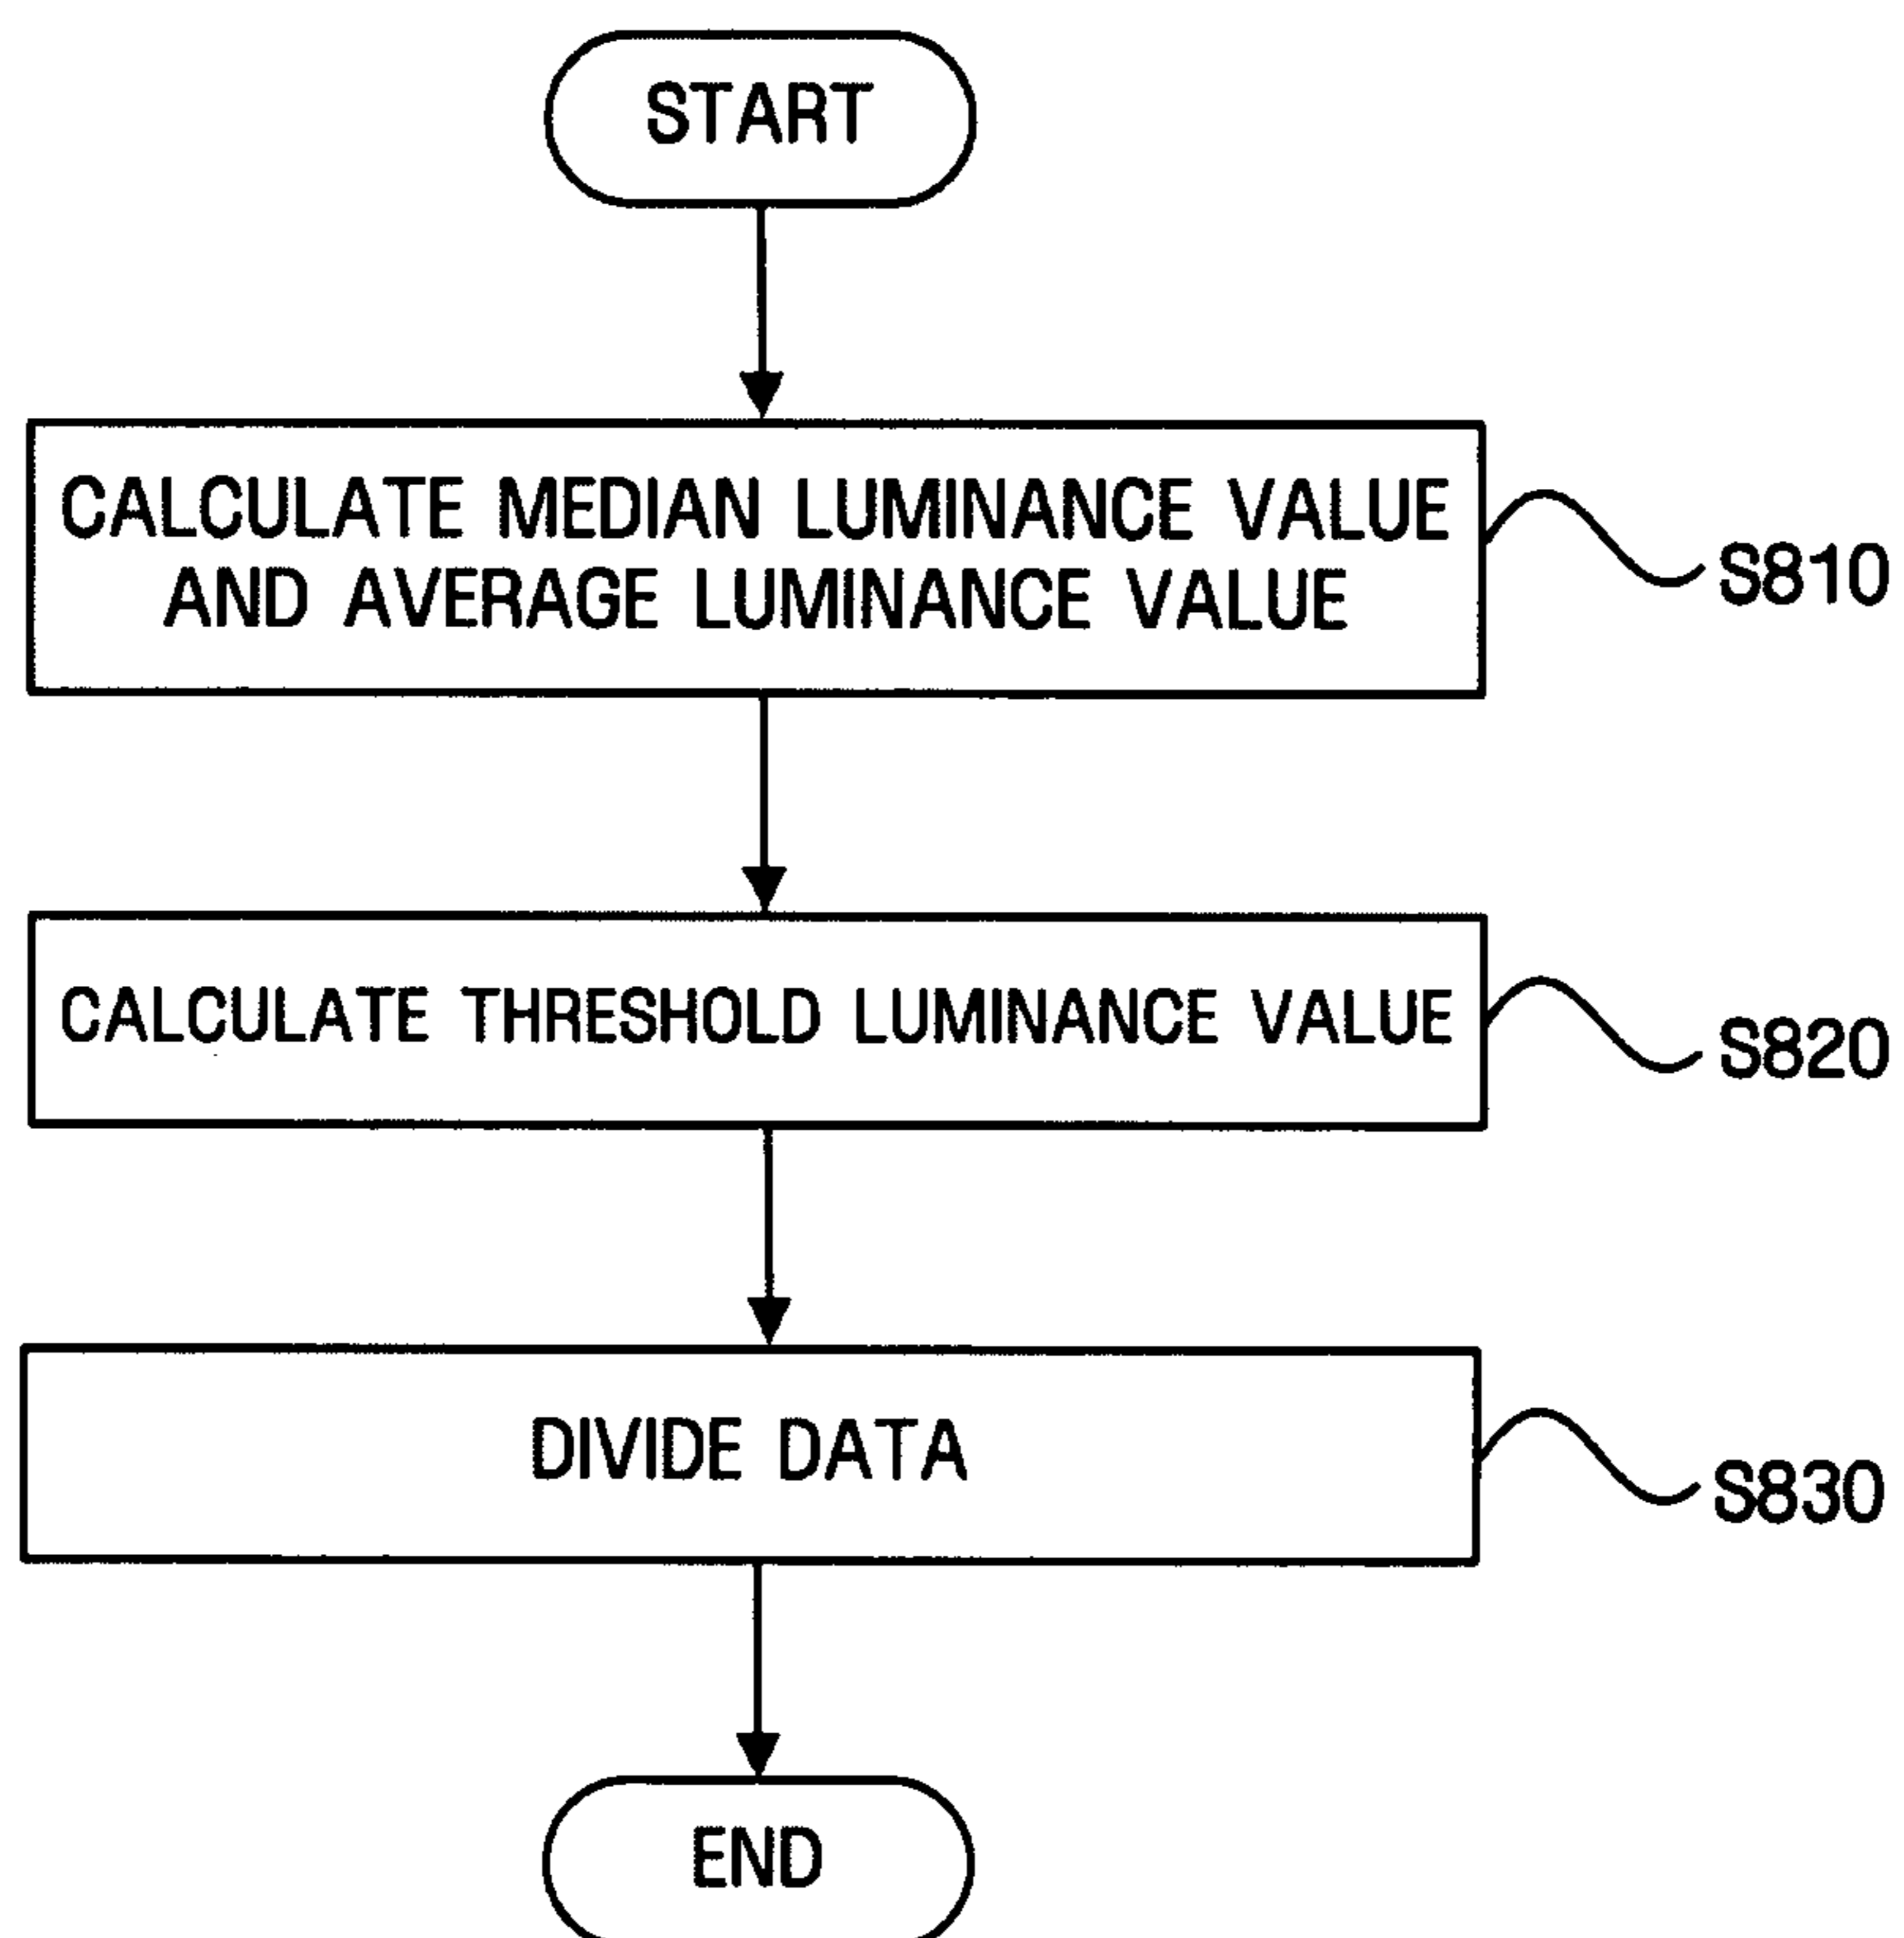 START
CALCULATE MEDIAN LUMINANCE VALUE
AND AVERAGE LUMINANCE VALUE
S810
CALCULATE THRESHOLD LUMINANCE VALUE
S820
DIVIDE DATA
S830
END